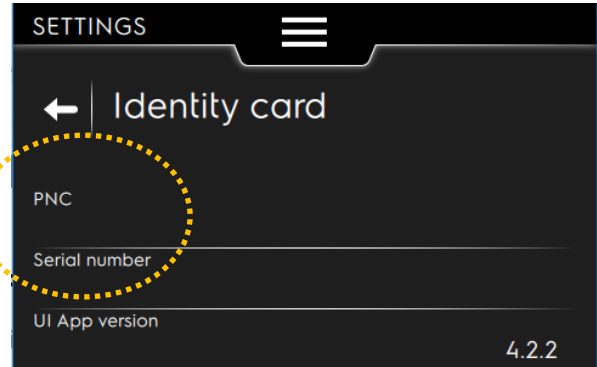 SETTINGS
Identity card
PNC
Serial number
UI App version
4.2.2